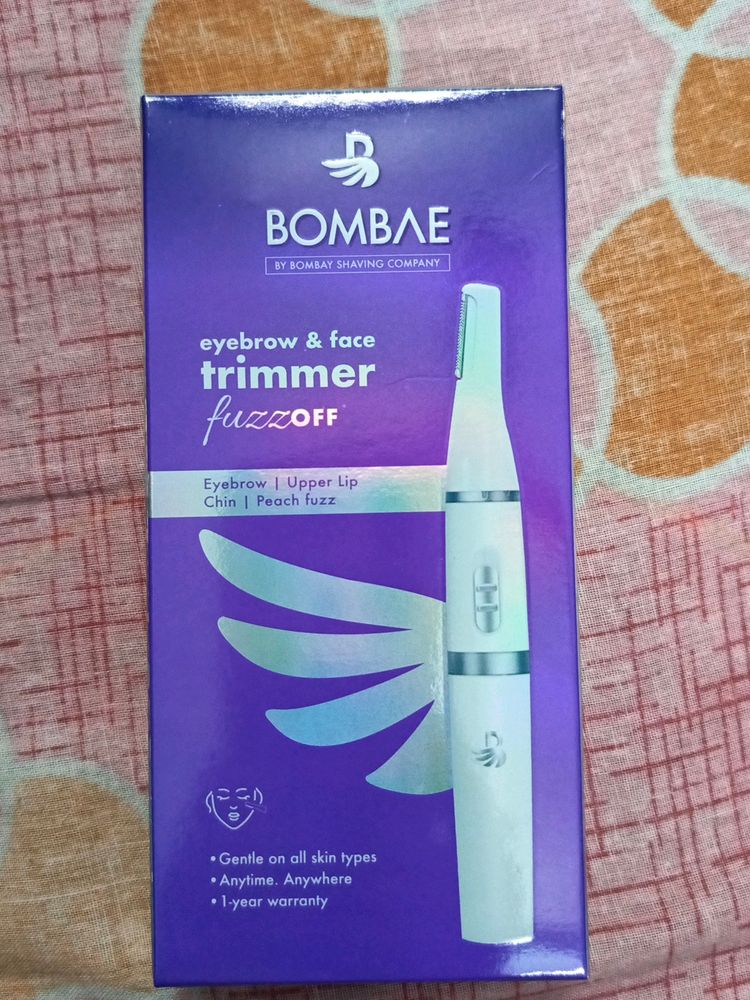 BOMBAE
BY BOMBAY SHAVING COMPANY
eyebrow & face
trimmer
fuzzOFF
Eyebrow | Upper Lip
Chin | Peach fuzz
• Gentle on all skin types
• Anytime. Anywhere
• 1-year warranty